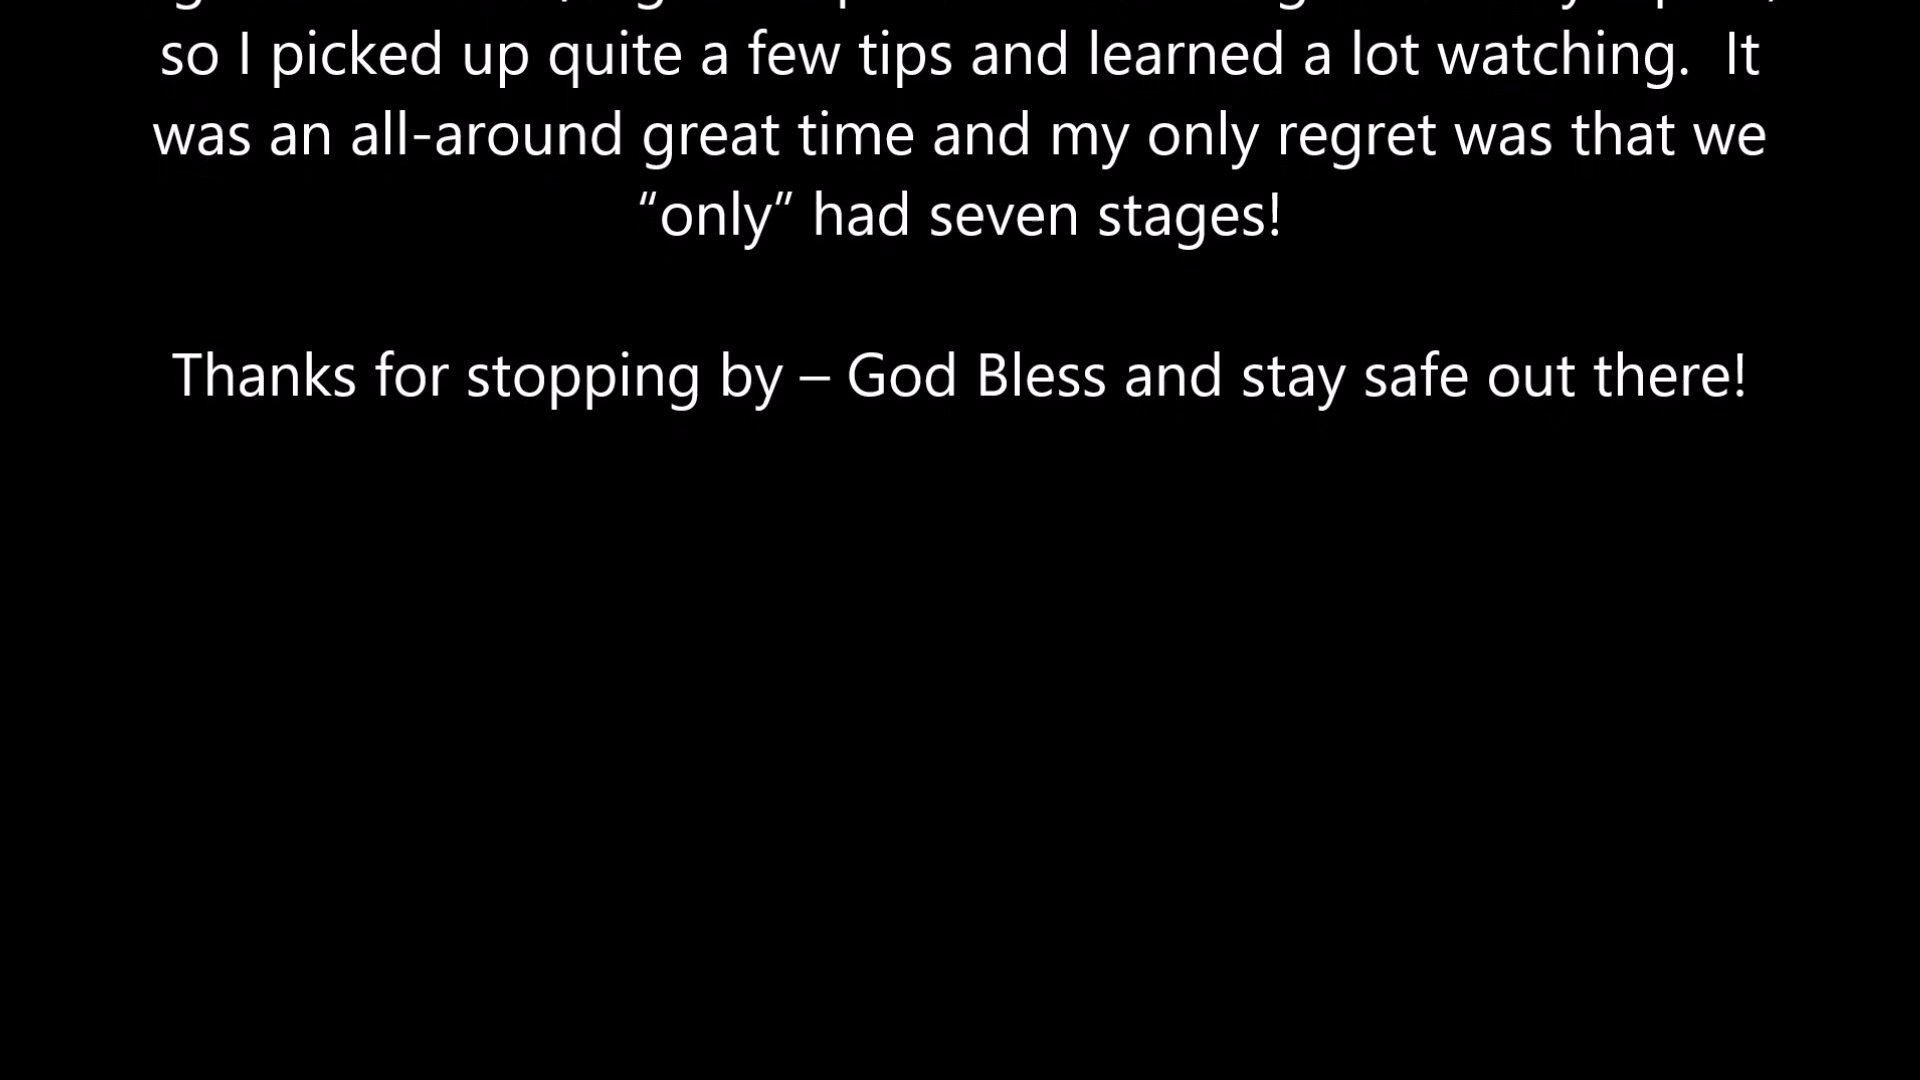 so I picked up quite a few tips and learned a lot watching.  It
was an all-around great time and my only regret was that we
“only” had seven stages!
Thanks for stopping by – God Bless and stay safe out there!